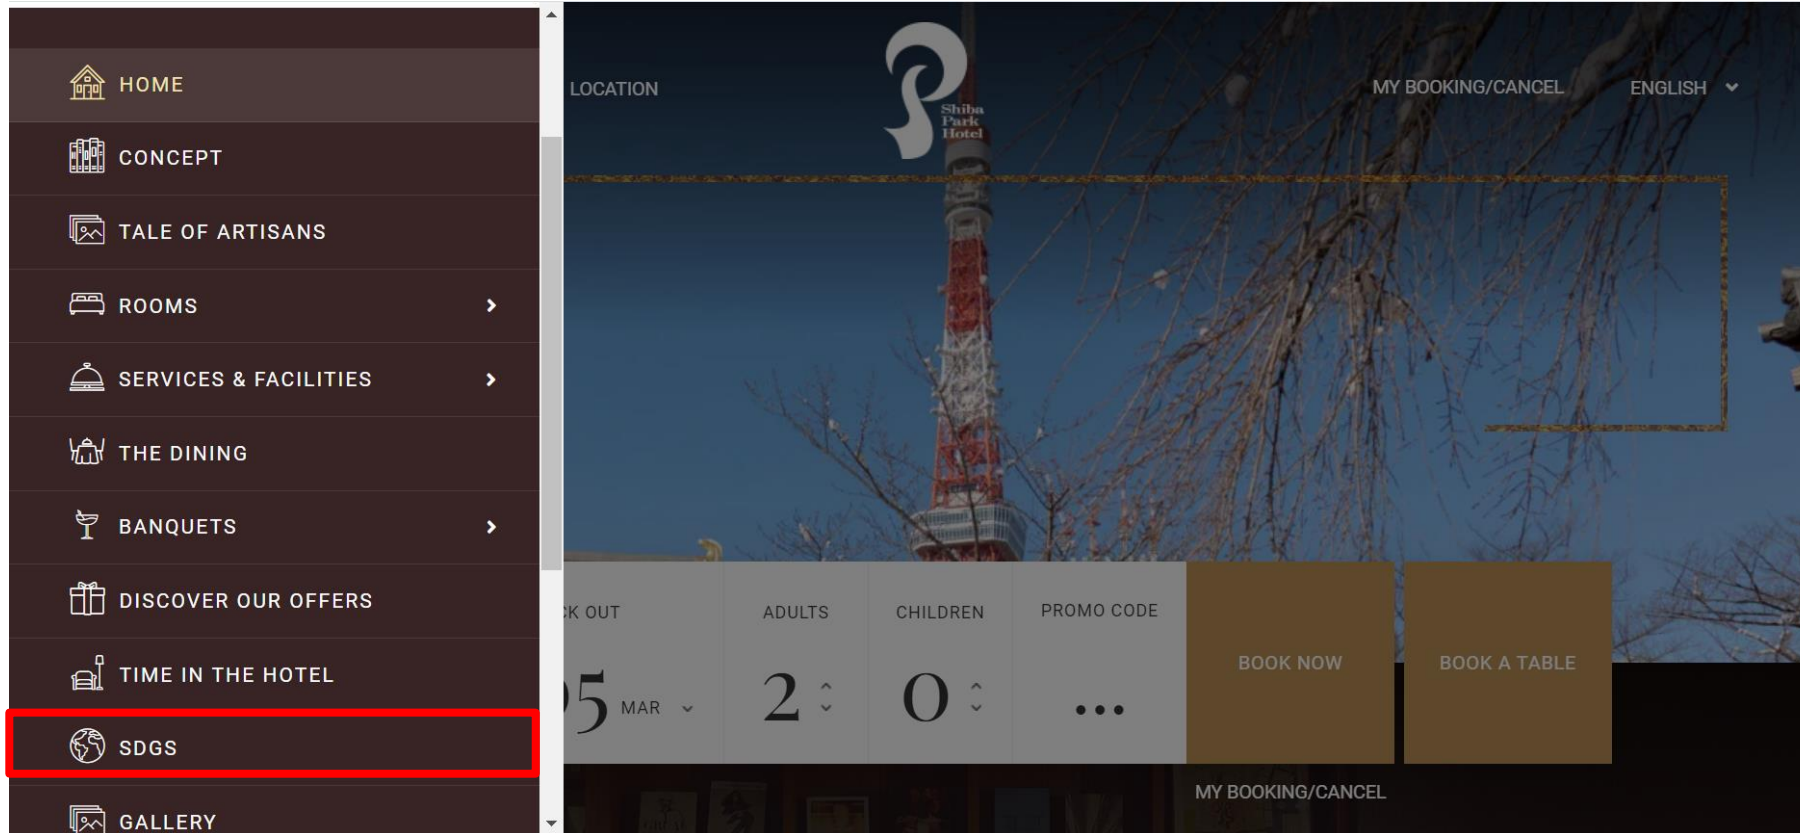 HOME
CONCEPT
TALE OF ARTISANS
ROOMS
SERVICES & FACILITIES
THE DINING
BANQUETS
DISCOVER OUR OFFERS
TIME IN THE HOTEL
SDGS
GALLERY
LOCATION
Shiba
Park
Hotel
MY BOOKING/CANCEL
ENGLISH
CK OUT
ADULTS
CHILDREN
PROMO CODE
05 MAR
2
0
...
BOOK NOW
BOOK A TABLE
MY BOOKING/CANCEL